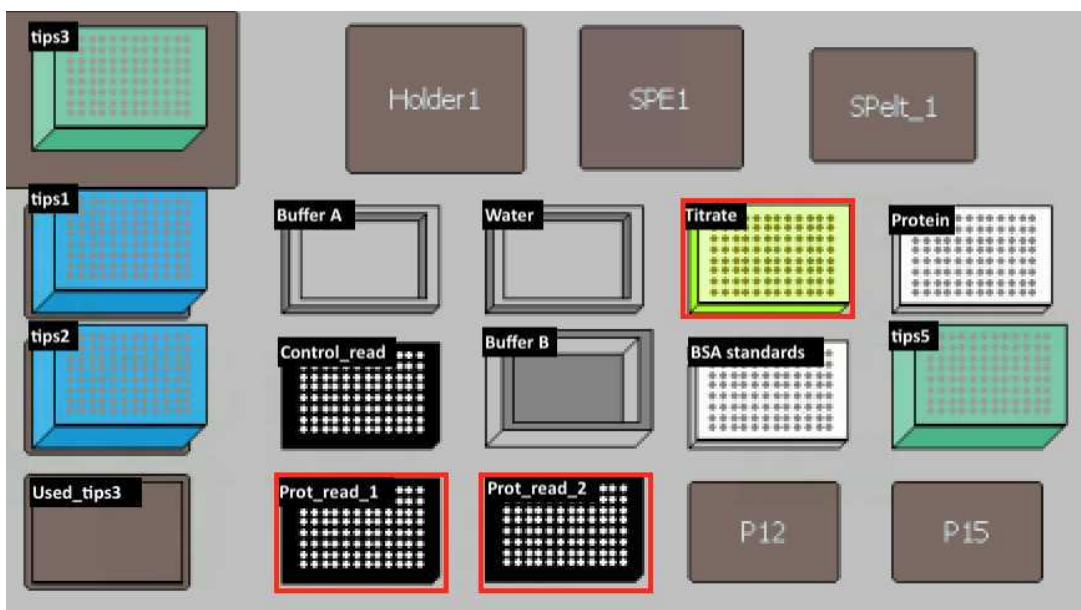 tips3
Holder1
SPE1
SPelt_1
tips1
Buffer A
Water
Titrate
Protein
tips2
Control_read
Buffer B
BSA standards
tips5
Used_tips3
Prot_read_1
Prot_read_2
P12
P15